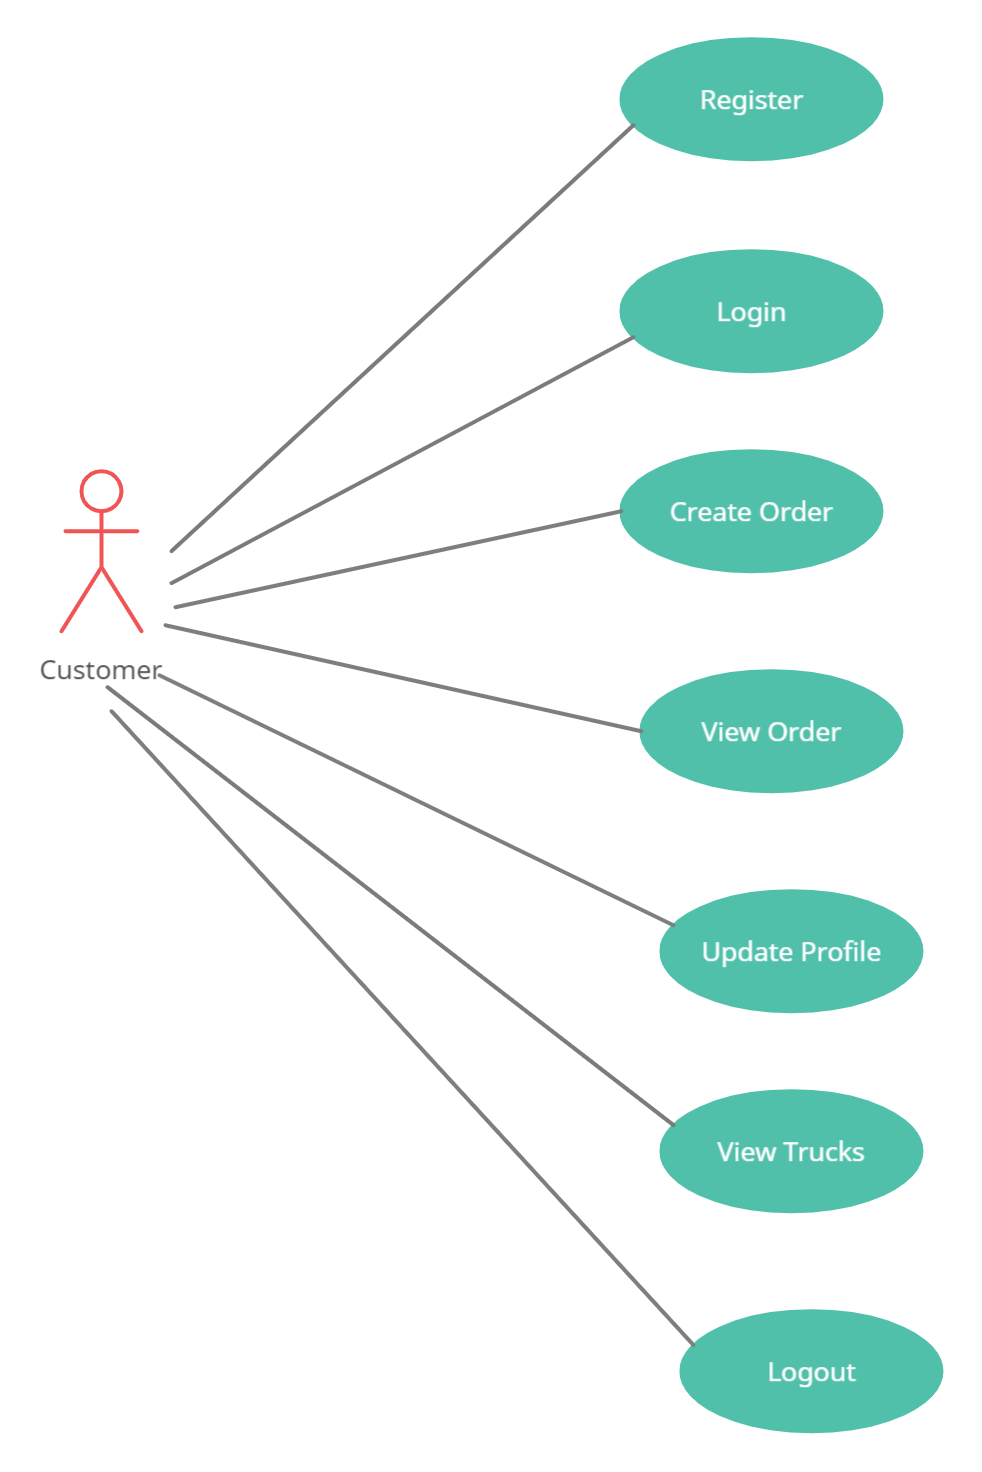 Register
Login
Create Order
Customer
View Order
Update Profile
View Trucks
Logout